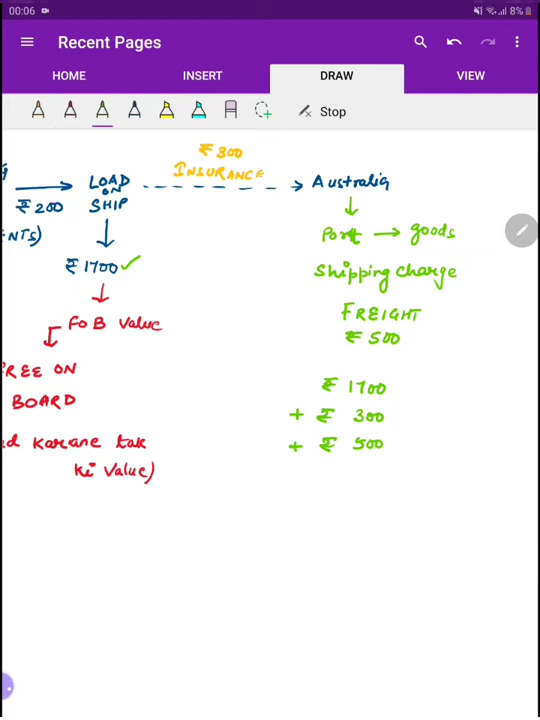 00:06 8%
Recent Pages
HOME INSERT DRAW VIEW
Stop
₹ 300
INSURANCE
LOAD
ON
SHIP
₹ 200
ENTS)
Australia
Port → goods
₹ 1700 ✓
Shipping charge
FOB Value
FREIGHT
₹ 500
REE ON
BOARD
₹ 1700
+ ₹ 300
+ ₹ 500
d Karane tak
ki Value)